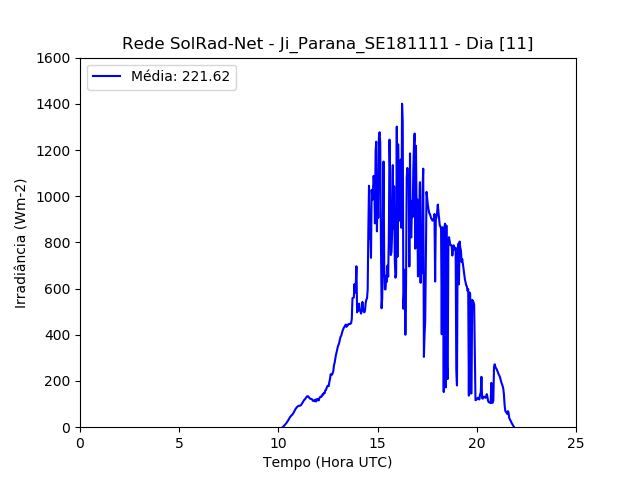 Rede SolRad-Net - Ji_Parana_SE181111 - Dia [11]
Média: 221.62
1600
1400
1200
1000
800
600
400
200
0
Irradiância (Wm-2)
0 5 10 15 20 25
Tempo (Hora UTC)